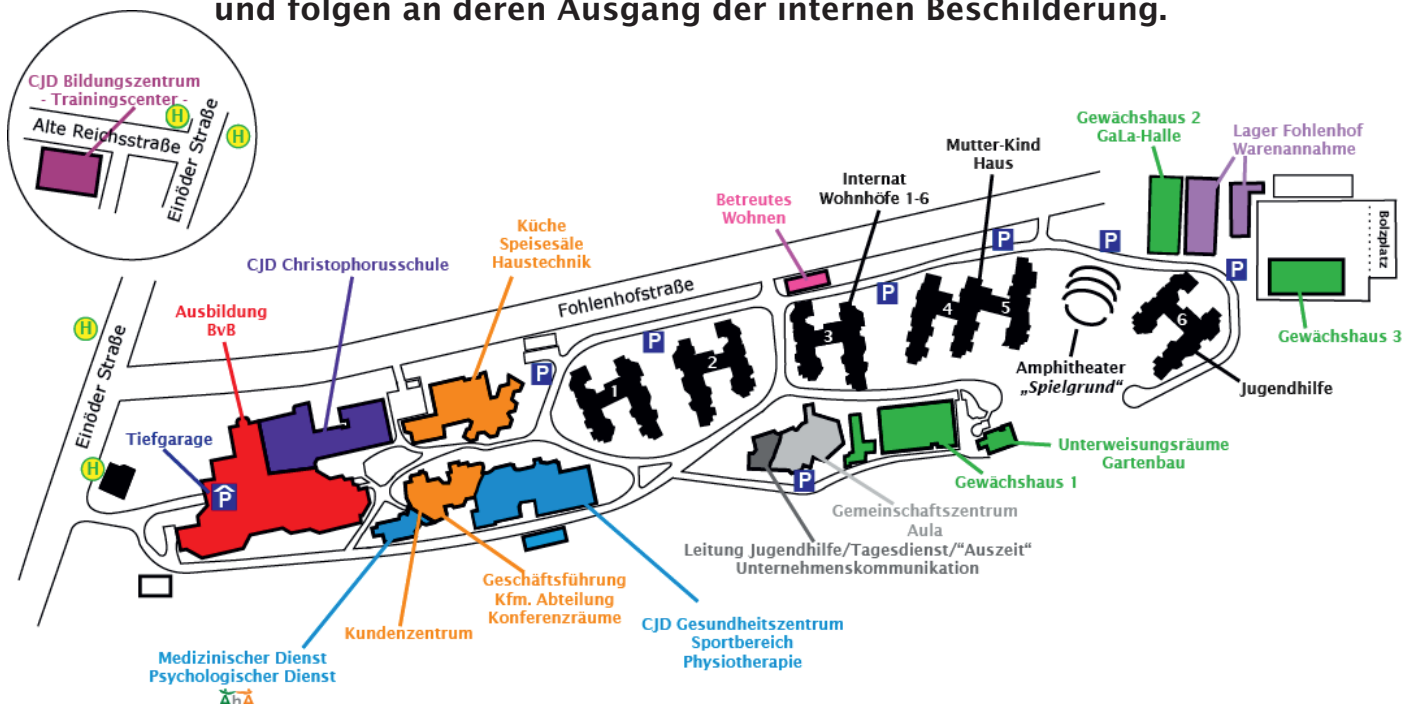 und folgen an deren Ausgang der internen Beschilderung.
CJD Bildungszentrum
- Trainingscenter -
H
H
Alte Reichsstraße
Einöder Straße
Gewächshaus 2
GaLa-Halle
Lager Fohlenhof
Warenannahme
Mutter-Kind
Haus
Internat
Wohnhöfe 1-6
Betreutes
Wohnen
Küche
Speisesäle
Haustechnik
CJD Christophorusschule
Bolzplatz
P
P
P
P
P
P
Fohlenhofstraße
Ausbildung
BvB
H
Einöder Straße
1
2
3
4
5
6
Gewächshaus 3
Amphitheater
„Spielgrund“
Jugendhilfe
Tiefgarage
H
P
P
Unterweisungsräume
Gartenbau
Gewächshaus 1
Gemeinschaftszentrum
Aula
Leitung Jugendhilfe/Tagesdienst/“Auszeit“
Unternehmenskommunikation
Geschäftsführung
Kfm. Abteilung
Konferenzräume
Kundenzentrum
CJD Gesundheitszentrum
Sportbereich
Physiotherapie
Medizinischer Dienst
Psychologischer Dienst
AhA